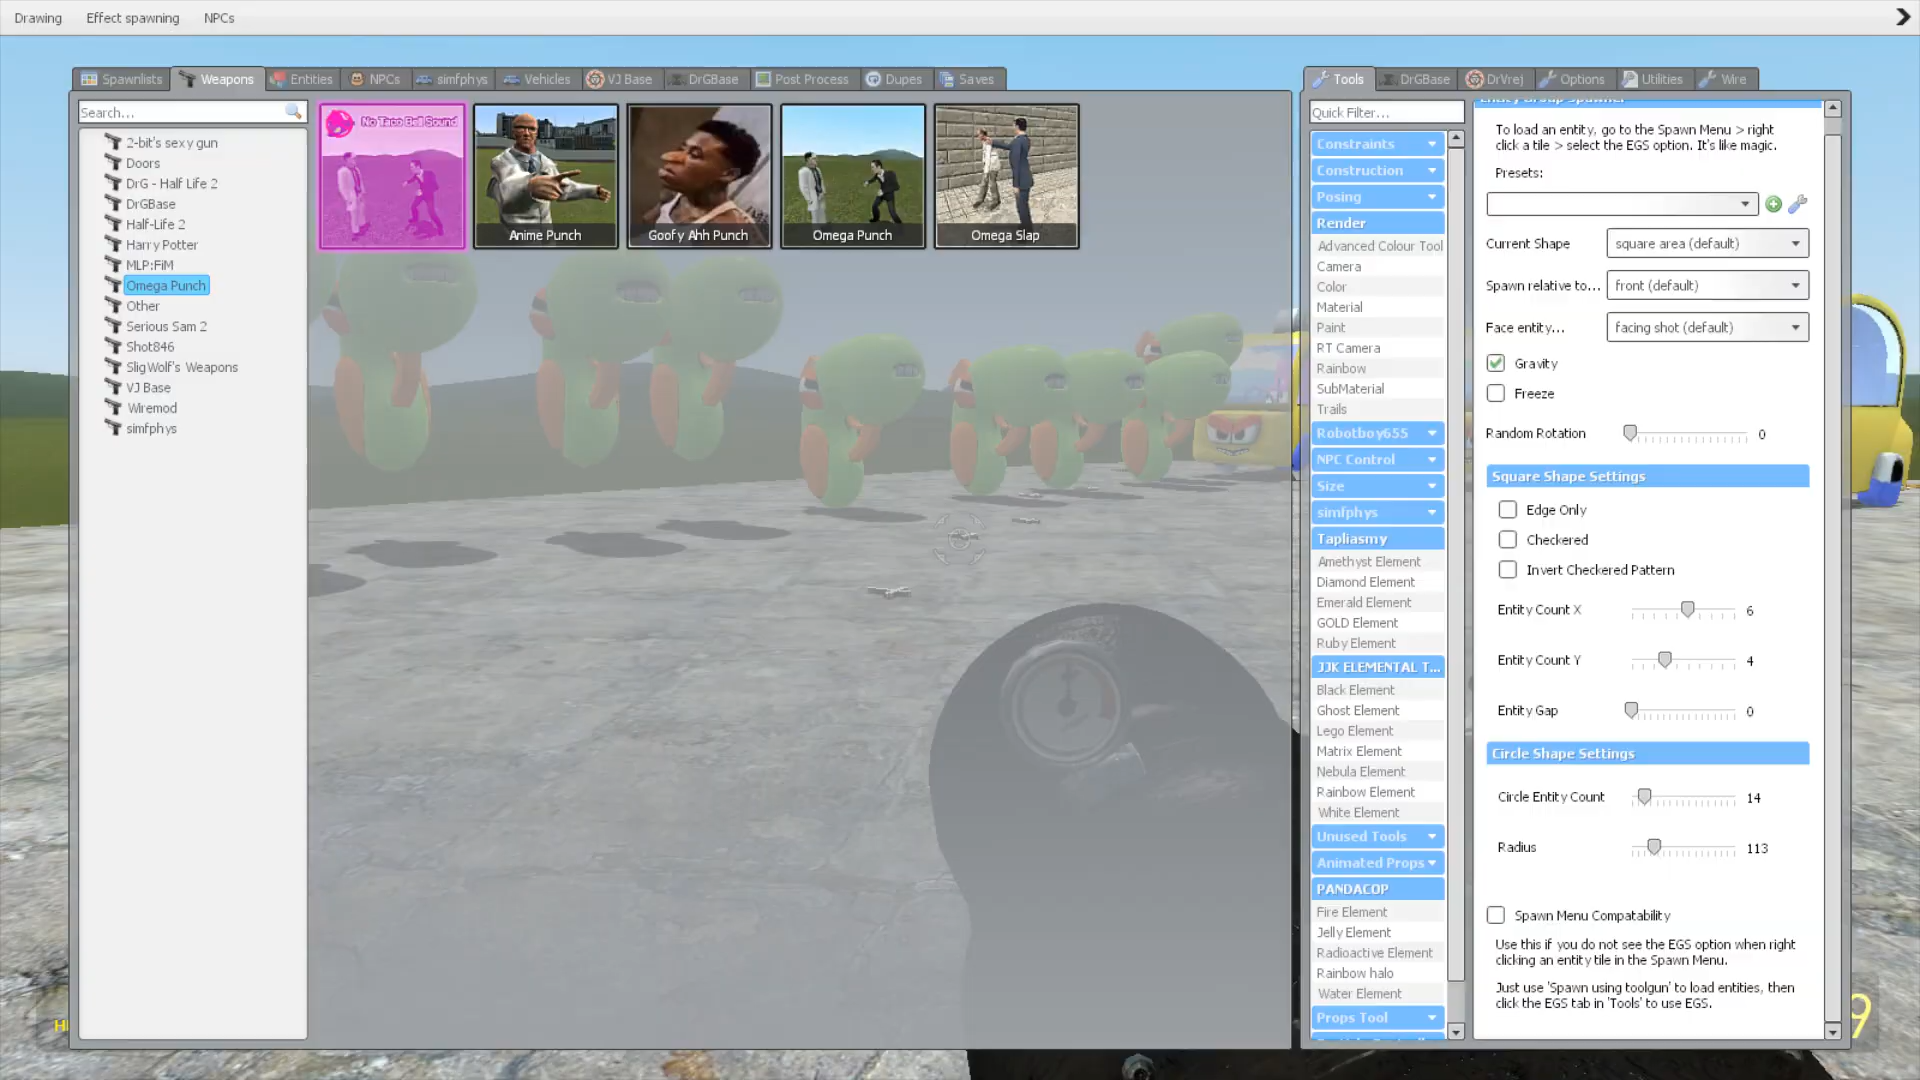 Drawing Effect spawning NPCs
Spawnlists Weapons Entities NPCs simfphys Vehicles VJ Base DrGBase Post Process Dupes Saves
Search...
2-bit's sexy gun
Doors
DrG - Half Life 2
DrGBase
Half-Life 2
Harry Potter
MLP:FiM
Omega Punch
Other
Serious Sam 2
Shot846
SligWolf's Weapons
VJ Base
Wiremod
simfphys
No Taco Bell Sound
Anime Punch
Goofy Ahh Punch
Omega Punch
Omega Slap
Tools DrGBase DrVrej Options Utilities Wire
Quick Filter...
Constraints
Construction
Posing
Render
Advanced Colour Tool
Camera
Color
Material
Paint
RT Camera
Rainbow
SubMaterial
Trails
Robotboy655
NPC Control
Size
simfphys
Tapliasmy
Amethyst Element
Diamond Element
Emerald Element
GOLD Element
Ruby Element
JJK ELEMENTAL T...
Black Element
Ghost Element
Lego Element
Matrix Element
Nebula Element
Rainbow Element
White Element
Unused Tools
Animated Props
PANDACOP
Fire Element
Jelly Element
Radioactive Element
Rainbow halo
Water Element
Props Tool
Entity Group Spawner
To load an entity, go to the Spawn Menu > right
click a tile > select the EGS option. It's like magic.
Presets:
Current Shape square area (default)
Spawn relative to... front (default)
Face entity... facing shot (default)
Gravity
Freeze
Random Rotation 0
Square Shape Settings
Edge Only
Checkered
Invert Checkered Pattern
Entity Count X 6
Entity Count Y 4
Entity Gap 0
Circle Shape Settings
Circle Entity Count 14
Radius 113
Spawn Menu Compatability
Use this if you do not see the EGS option when right
clicking an entity tile in the Spawn Menu.
Just use 'Spawn using toolgun' to load entities, then
click the EGS tab in 'Tools' to use EGS.
9